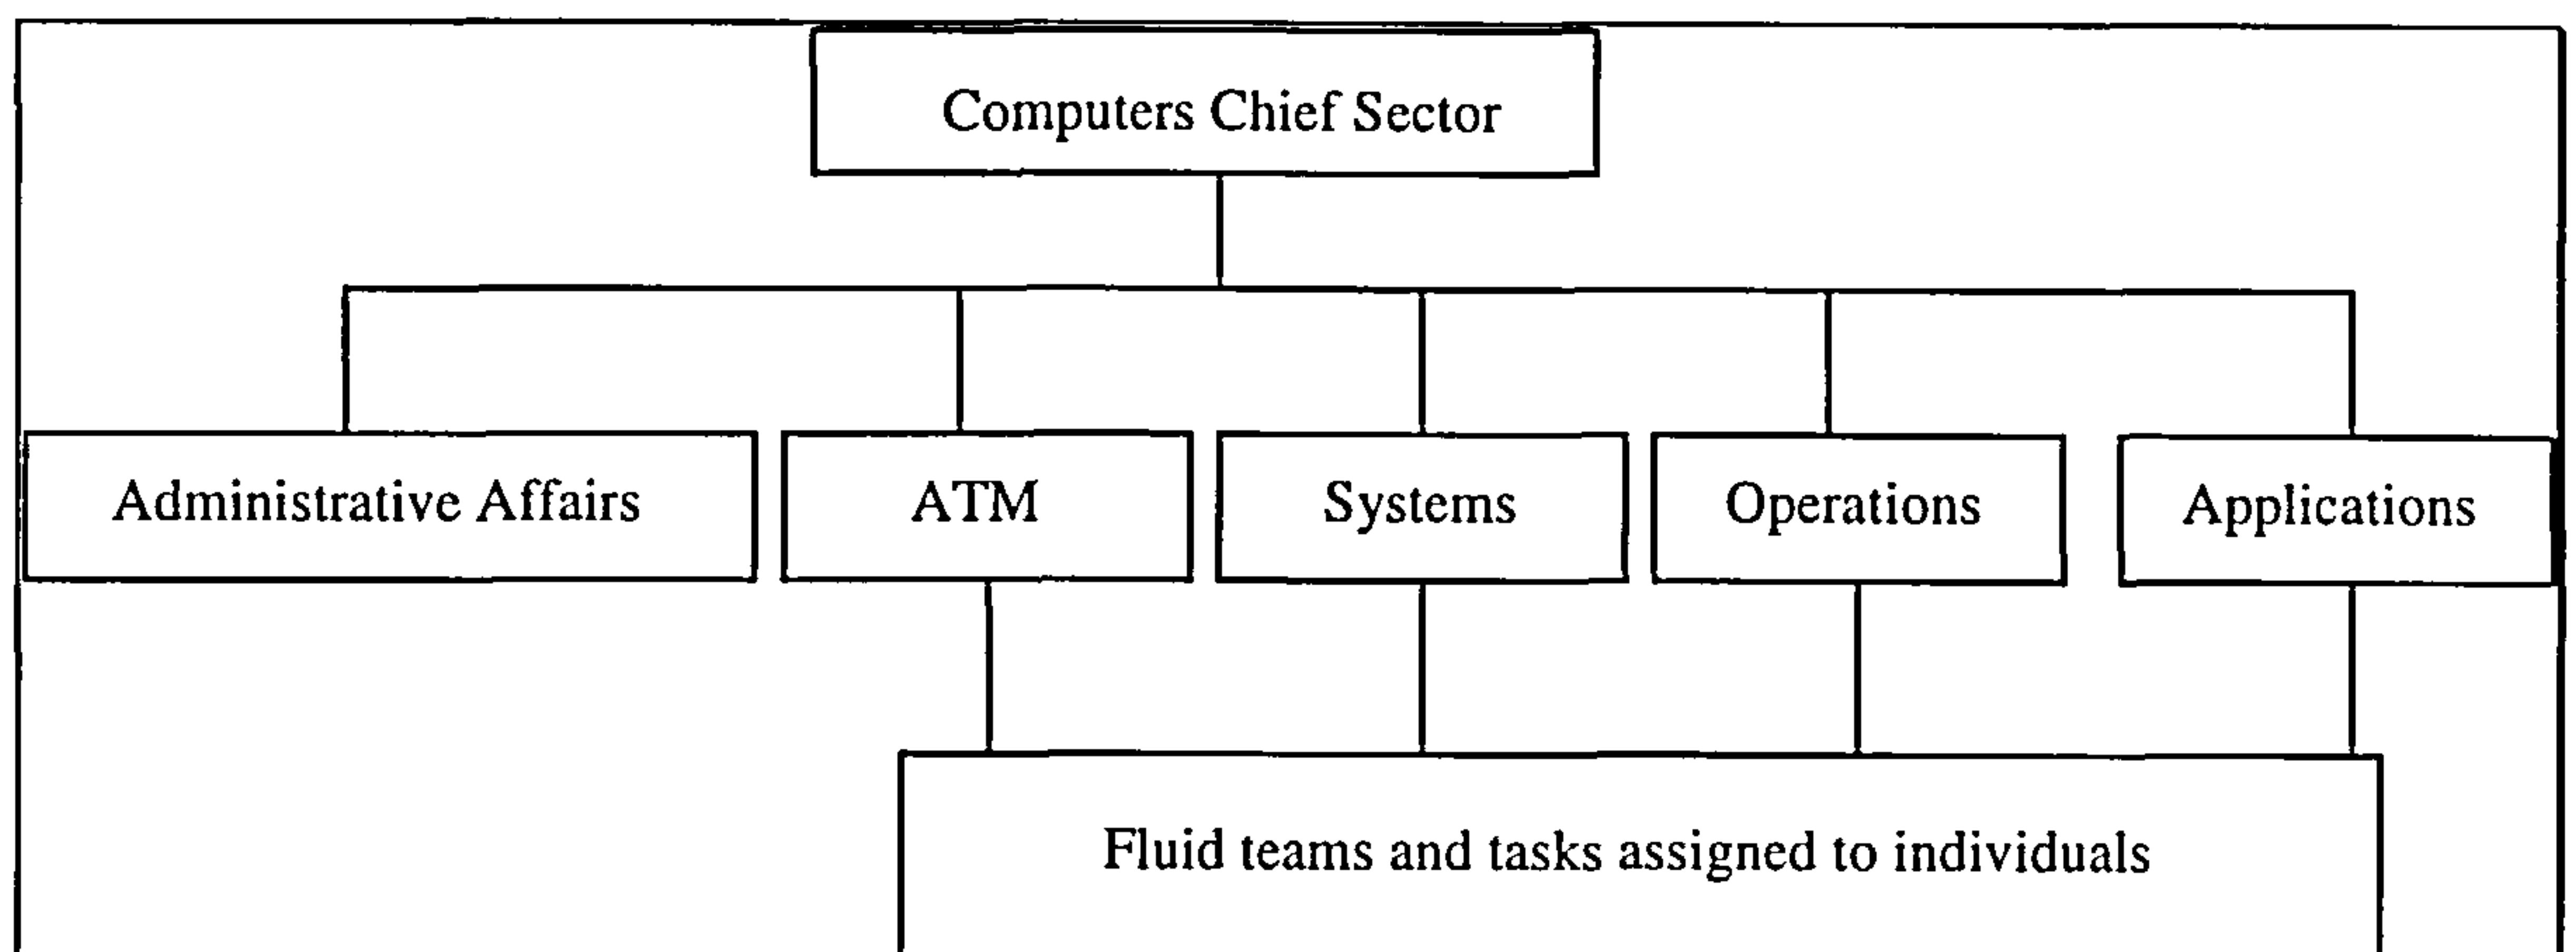 Computers Chief Sector
Administrative Affairs
ATM
Systems
Operations
Applications
Fluid teams and tasks assigned to individuals